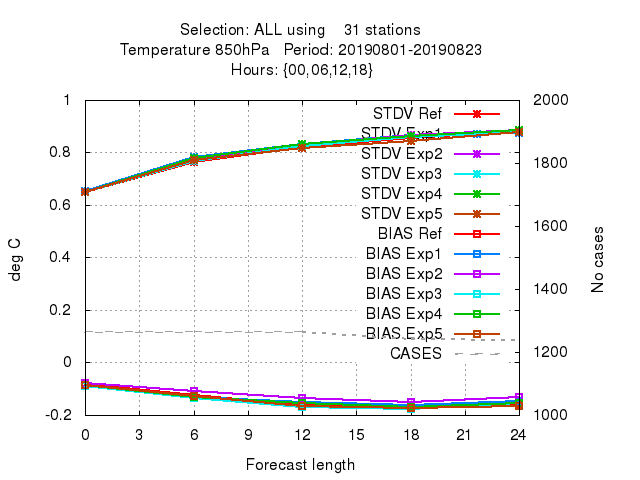 Selection: ALL using    31 stations
Temperature 850hPa   Period: 20190801-20190823
Hours: {00,06,12,18}
1
0.8
0.6
0.4
0.2
0
-0.2
deg C
2000
1800
1600
1400
1200
1000
No cases
STDV Ref
STDV Exp1
STDV Exp2
STDV Exp3
STDV Exp4
STDV Exp5
BIAS Ref
BIAS Exp1
BIAS Exp2
BIAS Exp3
BIAS Exp4
BIAS Exp5
CASES
0 3 6 9 12 15 18 21 24
Forecast length